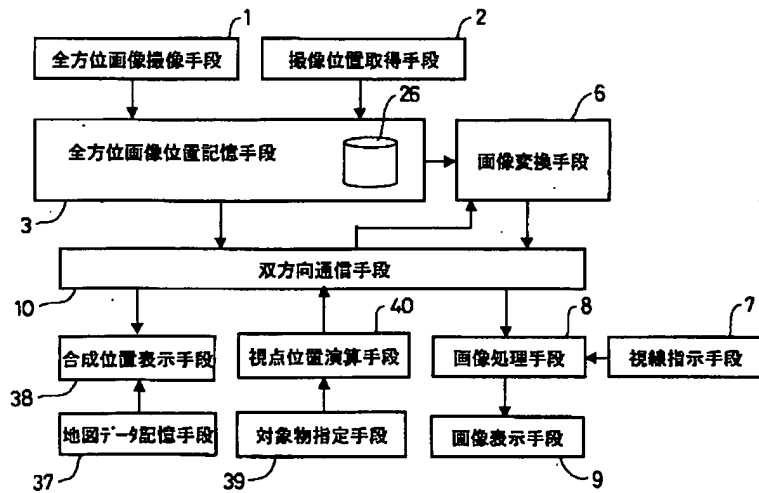 1
2
全方位画像撮像手段
撮像位置取得手段
26
6
全方位画像位置記憶手段
画像変換手段
3
双方向通信手段
10
40
8
7
合成位置表示手段
視点位置演算手段
画像処理手段
視線指示手段
38
地図データ記憶手段
対象物指定手段
画像表示手段
37
39
9